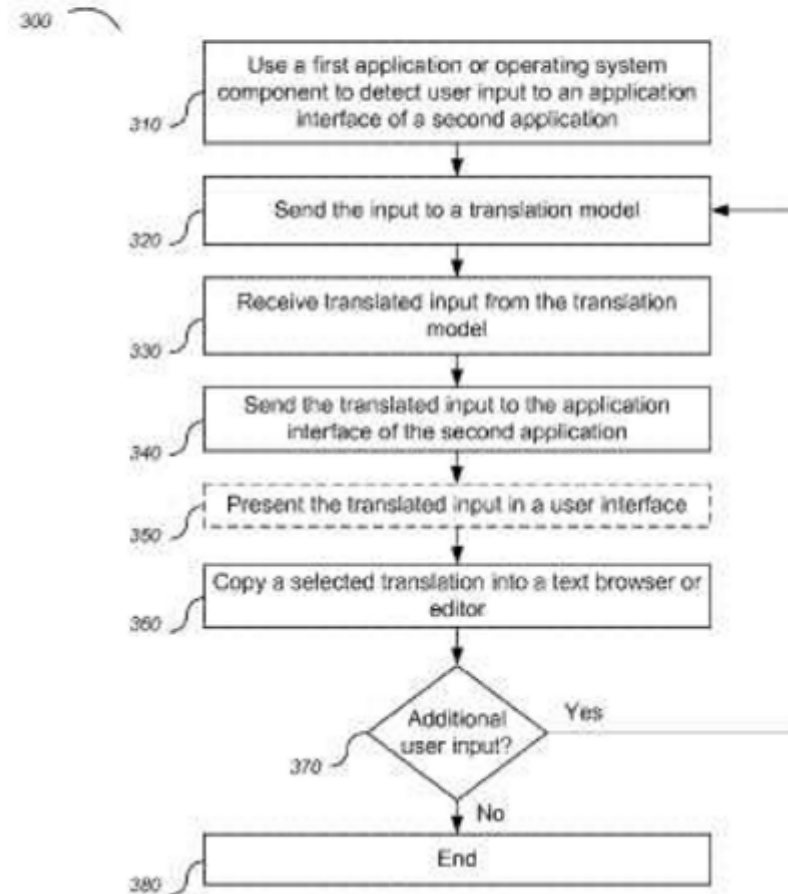 300
Use a first application or operating system
component to detect user input to an application
interface of a second application
310
Send the input to a translation model
320
Receive translated input from the translation
model
330
Send the translated input to the application
interface of the second application
340
Present the translated input in a user interface
350
Copy a selected translation into a text browser or
editor
360
Additional
user input?
Yes
370
No
End
380